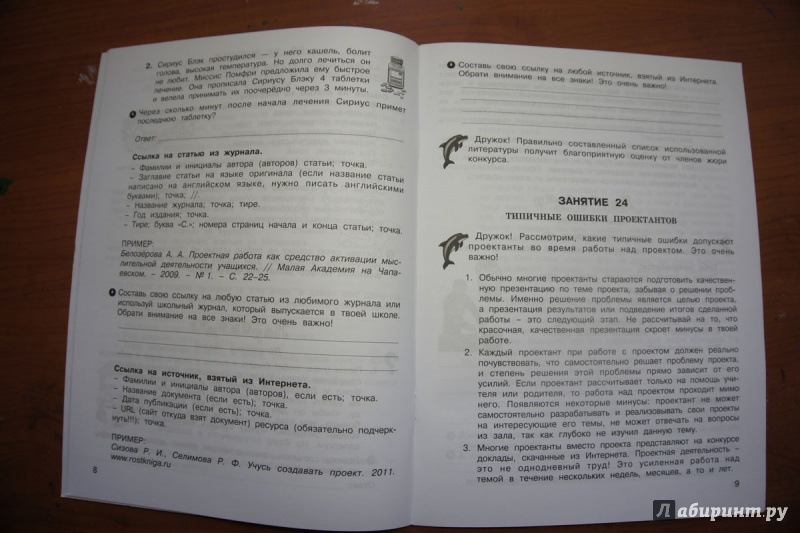 2. Сириус Блэк простудился — у него кашель, болит
голова, высокая температура. Но долго лечиться он
не любит. Миссис Помфри предложила ему быстрое
лечение. Она прописала Сириусу Блэку 4 таблетки
и велела принимать их поочерёдно через 3 минуты.
Через сколько минут после начала лечения Сириус примет
последнюю таблетку?
Ответ:
Ссылка на статью из журнала.
– Фамилии и инициалы автора (авторов) статьи; точка.
– Заглавие статьи на языке оригинала (если название статьи
написано на английском языке, нужно писать английскими
буквами); точка; //.
– Название журнала; точка; тире.
– Год издания; точка.
– Тире; буква «С.»; номера страниц начала и конца статьи; точка.
ПРИМЕР:
Белозёрова А. А. Проектная работа как средство активации мыс-
лительной деятельности учащихся. // Малая Академия на Чапа-
евском. – 2009. – № 1. – С. 22–25.
Составь свою ссылку на любую статью из любимого журнала или
используй школьный журнал, который выпускается в твоей школе.
Обрати внимание на все знаки! Это очень важно!
Ссылка на источник, взятый из Интернета.
– Фамилии и инициалы автора (авторов), если есть; точка.
– Название документа (если есть); точка.
– Дата публикации (если есть); точка.
– URL (сайт откуда взят документ) ресурса (обязательно подчерк-
нуть!!!); точка.
ПРИМЕР:
Сизова Р. И., Селимова Р. Ф. Учусь создавать проект. 2011.
www.rostkniga.ru
8
Составь свою ссылку на любой источник, взятый из Интернета.
Обрати внимание на все знаки! Это очень важно!
Дружок! Правильно составленный список использованной
литературы получит благоприятную оценку от членов жюри
конкурса.
ЗАНЯТИЕ 24
ТИПИЧНЫЕ ОШИБКИ ПРОЕКТАНТОВ
Дружок! Рассмотрим, какие типичные ошибки допускают
проектанты во время работы над проектом. Это очень
важно!
1. Обычно многие проектанты стараются подготовить качествен-
ную презентацию по теме проекта, забывая о решении проб-
лемы. Именно решение проблемы является целью проекта,
а презентация результатов или подведение итогов сделанной
работы – это следующий этап. Не рассчитывай на то, что
красочная, качественная презентация скроет минусы в твоей
работе.
2. Каждый проектант при работе с проектом должен реально
почувствовать, что самостоятельно решает проблему проекта,
и степень решения этой проблемы прямо зависит от его
усилий. Если проектант рассчитывает только на помощь учи-
теля или родителя, то работа над проектом проходит мимо
него. Появляются некоторые минусы: проектант не может
самостоятельно разрабатывать и реализовывать свои проекты
на интересующие его темы, не может отвечать на вопросы
из зала, так как глубоко не изучил данную тему.
3. Многие проектанты вместо проекта представляют на конкурсе
доклады, скачанные из Интернета. Проектная деятельность –
это не однодневный труд! Это усиленная работа над
темой в течение нескольких недель, месяцев, а то и лет.
9
Лабиринт.ру